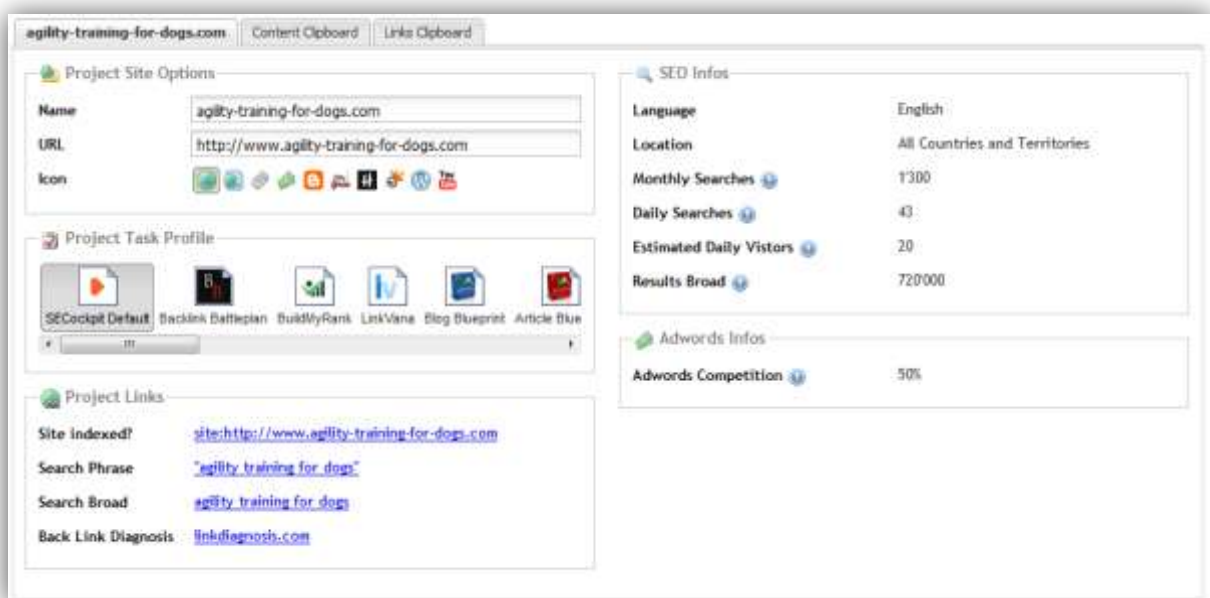 agility-training-for-dogs.com Content Clipboard Links Clipboard
Project Site Options
Name agility-training-for-dogs.com
URL http://www.agility-training-for-dogs.com
Icon
Project Task Profile
SECockpit Default Backlink Battleplan BuildMyRank LinkVana Blog Blueprint Article Blue
Project Links
Site indexed? site:http://www.agility-training-for-dogs.com
Search Phrase "agility training for dogs"
Search Broad agility training for dogs
Back Link Diagnosis linkdiagnosis.com
SEO Infos
Language English
Location All Countries and Territories
Monthly Searches 1'300
Daily Searches 43
Estimated Daily Vistors 20
Results Broad 720'000
Adwords Infos
Adwords Competition 50%